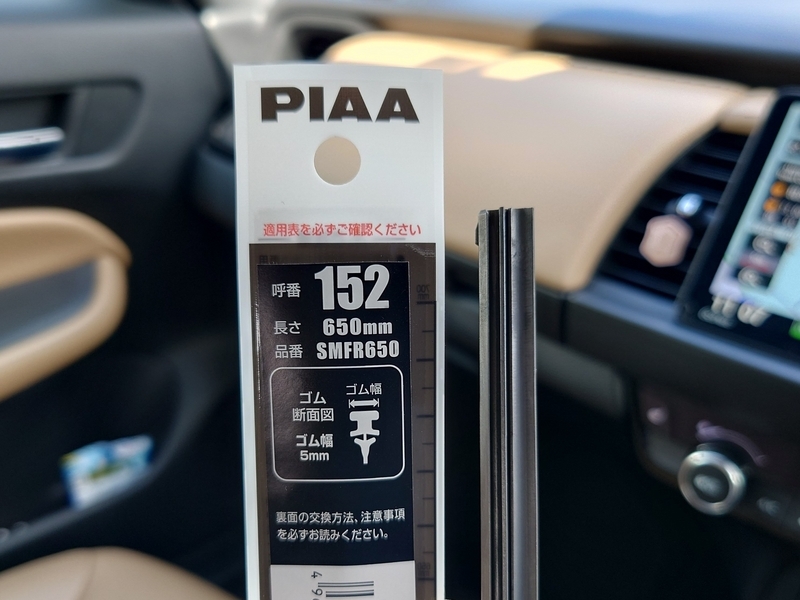 PIAA
適用表を必ずご確認ください
呼番 152
長さ 650mm
品番 SMFR650
ゴム幅
ゴム
断面図
ゴム幅
5mm
裏面の交換方法、注意事項
を必ずお読みください。